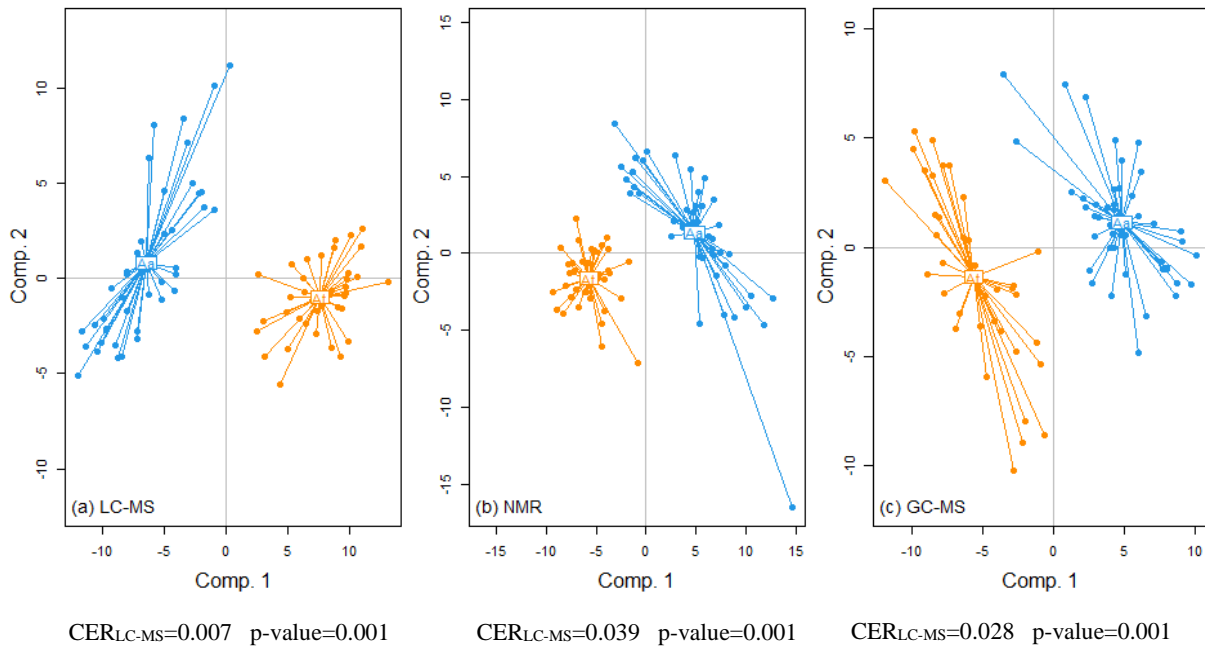 10
5
0
-5
-10
Comp. 2
Aa
At
(a) LC-MS
-10 -5 0 5 10
Comp. 1
CERLC-MS=0.007 p-value=0.001
15
10
5
0
-5
-10
-15
Comp. 2
Aa
At
(b) NMR
-15 -10 -5 0 5 10 15
Comp. 1
CERLC-MS=0.039 p-value=0.001
10
5
0
-5
-10
Comp. 2
Aa
At
(c) GC-MS
-10 -5 0 5 10
Comp. 1
CERLC-MS=0.028 p-value=0.001